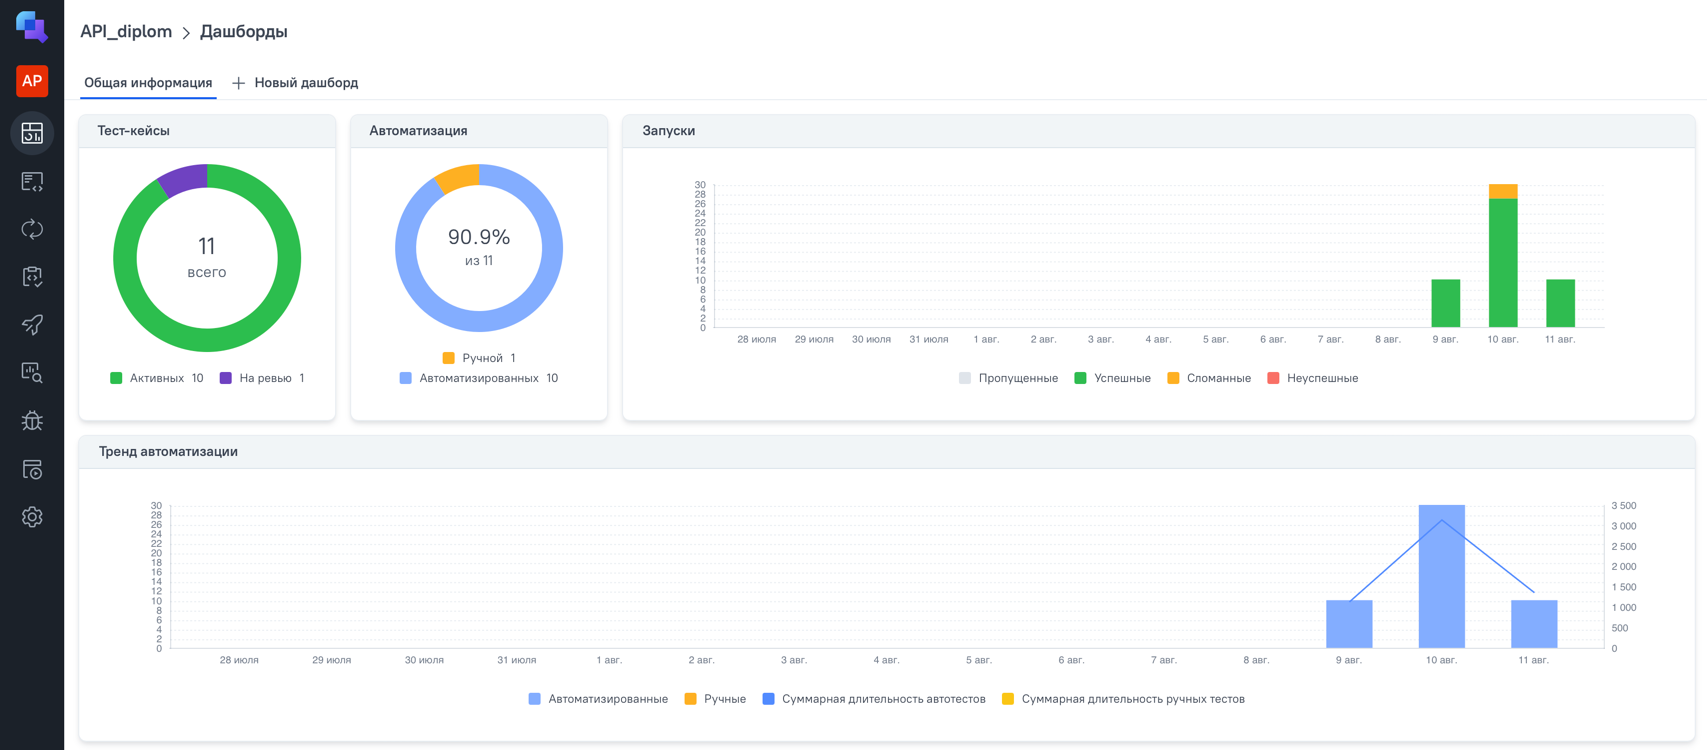 API_diplom > Дашборды
AP
Общая информация + Новый дашборд
Тест-кейсы
11
всего
Активных 10 На ревью 1
Автоматизация
90.9%
из 11
Ручной 1
Автоматизированных 10
Запуски
30
28
26
24
22
20
18
16
14
12
10
8
6
4
2
0
28 июля 29 июля 30 июля 31 июля 1 авг. 2 авг. 3 авг. 4 авг. 5 авг. 6 авг. 7 авг. 8 авг. 9 авг. 10 авг. 11 авг.
Пропущенные Успешные Сломанные Неуспешные
Тренд автоматизации
30
28
26
24
22
20
18
16
14
12
10
8
6
4
2
0
3 500
3 000
2 500
2 000
1 500
1 000
500
0
28 июля 29 июля 30 июля 31 июля 1 авг. 2 авг. 3 авг. 4 авг. 5 авг. 6 авг. 7 авг. 8 авг. 9 авг. 10 авг. 11 авг.
Автоматизированные Ручные Суммарная длительность автотестов Суммарная длительность ручных тестов